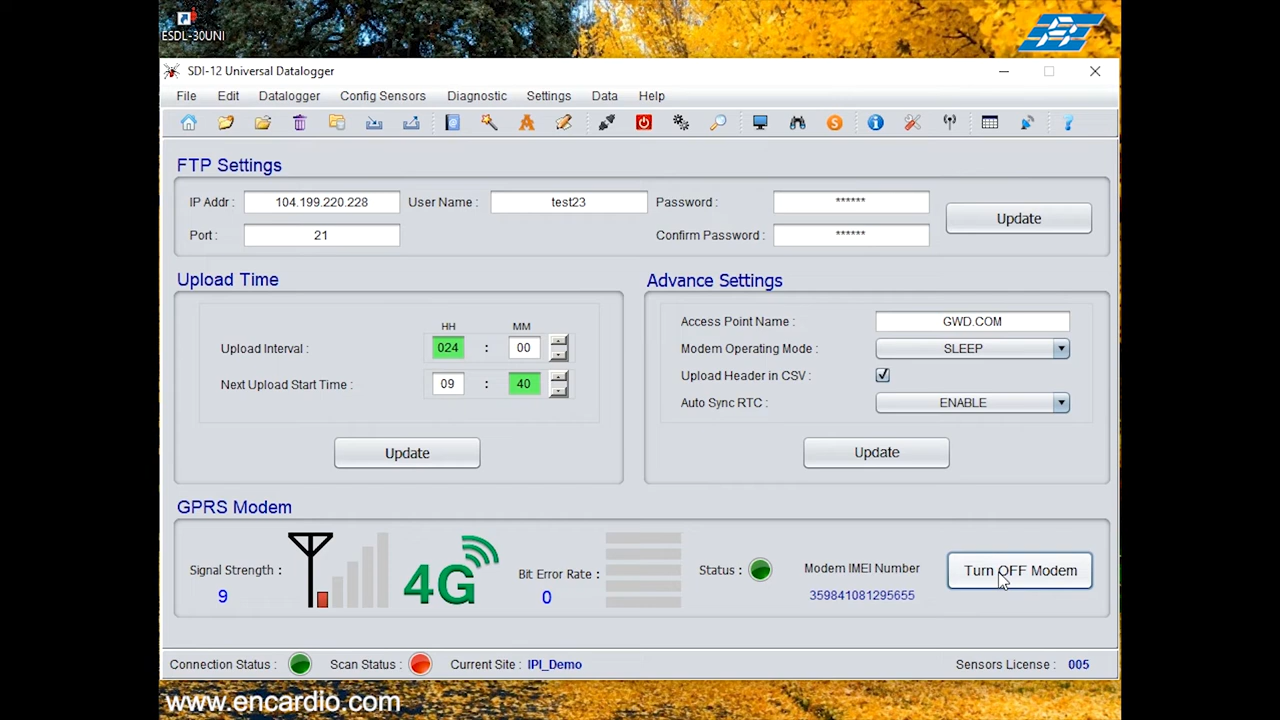 ESDL-30UNI
SDI-12 Universal Datalogger
File Edit Datalogger Config Sensors Diagnostic Settings Data Help
FTP Settings
IP Addr : 104.199.220.228 User Name : test23 Password : ******
Update
Port : 21 Confirm Password : ******
Upload Time
HH MM
Upload Interval : 024 : 00
Next Upload Start Time : 09 : 40
Update
Advance Settings
Access Point Name : GWD.COM
Modem Operating Mode : SLEEP
Upload Header in CSV :
Auto Sync RTC : ENABLE
Update
GPRS Modem
Signal Strength :
9
4G
Bit Error Rate :
0
Status :
Modem IMEI Number
359841081295655
Turn OFF Modem
Connection Status : Scan Status : Current Site : IPI_Demo Sensors License : 005
www.encardio.com